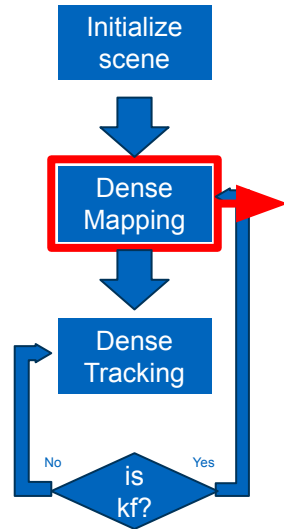 Initialize
scene
Dense
Mapping
Dense
Tracking
No
Yes
is
kf?